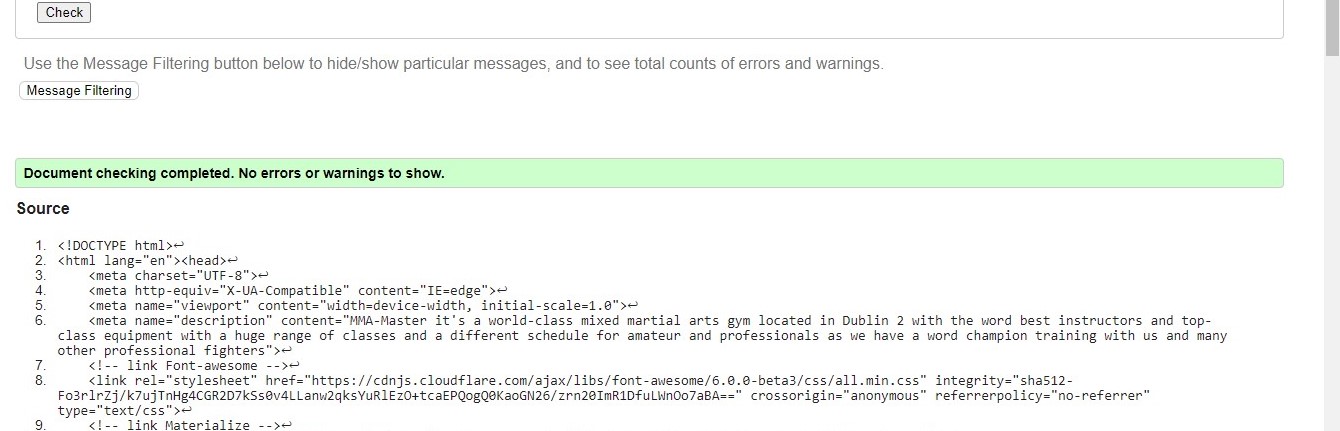 Check
Use the Message Filtering button below to hide/show particular messages, and to see total counts of errors and warnings.
Message Filtering
Document checking completed. No errors or warnings to show.
Source
1. <!DOCTYPE html>↩
2. <html lang="en"><head>↩
3. <meta charset="UTF-8">↩
4. <meta http-equiv="X-UA-Compatible" content="IE=edge">↩
5. <meta name="viewport" content="width=device-width, initial-scale=1.0">↩
6. <meta name="description" content="MMA-Master it's a world-class mixed martial arts gym located in Dublin 2 with the word best instructors and top-
class equipment with a huge range of classes and a different schedule for amateur and professionals as we have a word champion training with us and many
other professional fighters">↩
7. <!-- link Font-awesome -->↩
8. <link rel="stylesheet" href="https://cdnjs.cloudflare.com/ajax/libs/font-awesome/6.0.0-beta3/css/all.min.css" integrity="sha512-
Fo3rlrZj/k7ujTnHg4CGR2D7kSs0v4LLanw2qksYuRlEzO+tcaEPQogQ0KaoGN26/zrn20ImR1DfuLWnOo7aBA==" crossorigin="anonymous" referrerpolicy="no-referrer"
type="text/css">↩
9. <!-- link Materialize -->↩